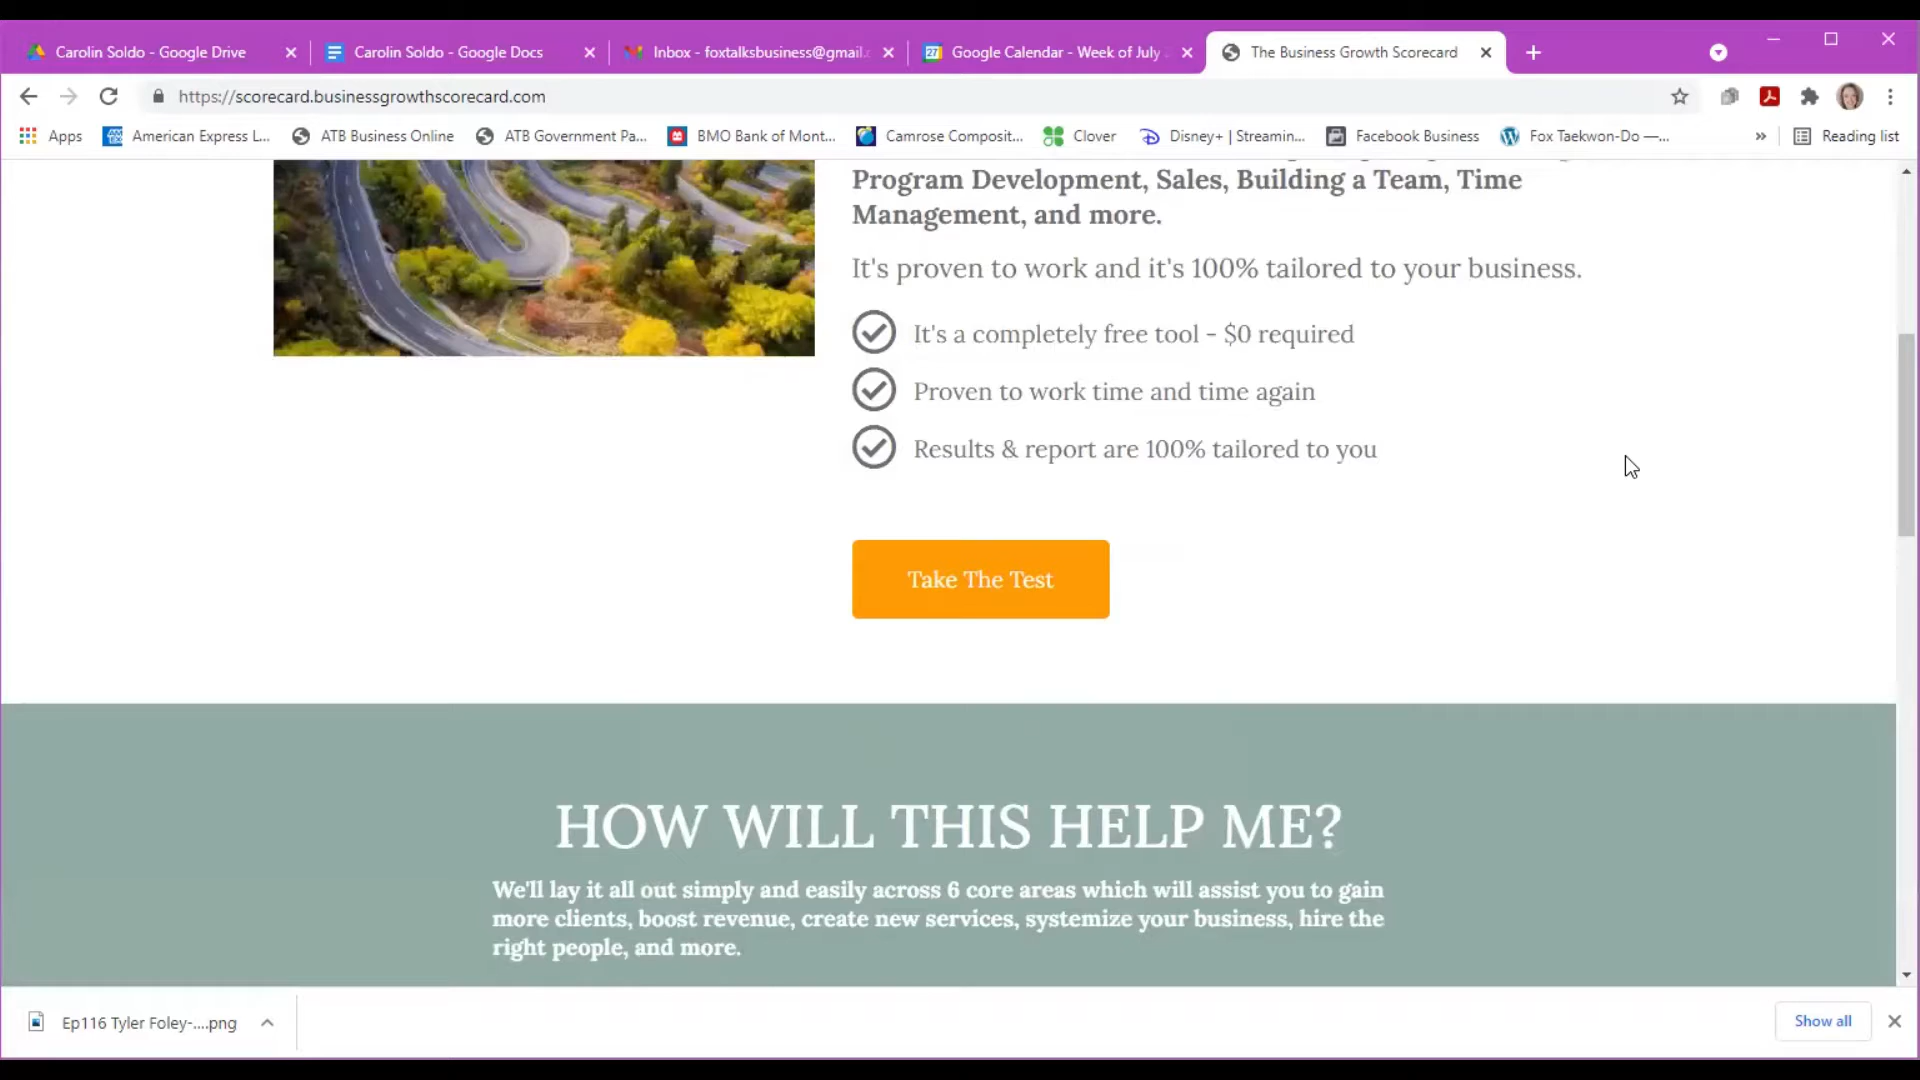 Carolin Soldo - Google Drive
Carolin Soldo - Google Docs
Inbox - foxtalksbusiness@gmail.c
27
Google Calendar - Week of July
The Business Growth Scorecard
https://scorecard.businessgrowthscorecard.com
Apps
American Express L...
ATB Business Online
ATB Government Pa...
BMO Bank of Mont...
Camrose Composit...
Clover
Disney+ | Streamin...
Facebook Business
Fox Taekwon-Do —...
»
Reading list
Program Development, Sales, Building a Team, Time
Management, and more.
It's proven to work and it's 100% tailored to your business.
It's a completely free tool - $0 required
Proven to work time and time again
Results & report are 100% tailored to you
Take The Test
HOW WILL THIS HELP ME?
We'll lay it all out simply and easily across 6 core areas which will assist you to gain
more clients, boost revenue, create new services, systemize your business, hire the
right people, and more.
Ep116 Tyler Foley-....png
Show all